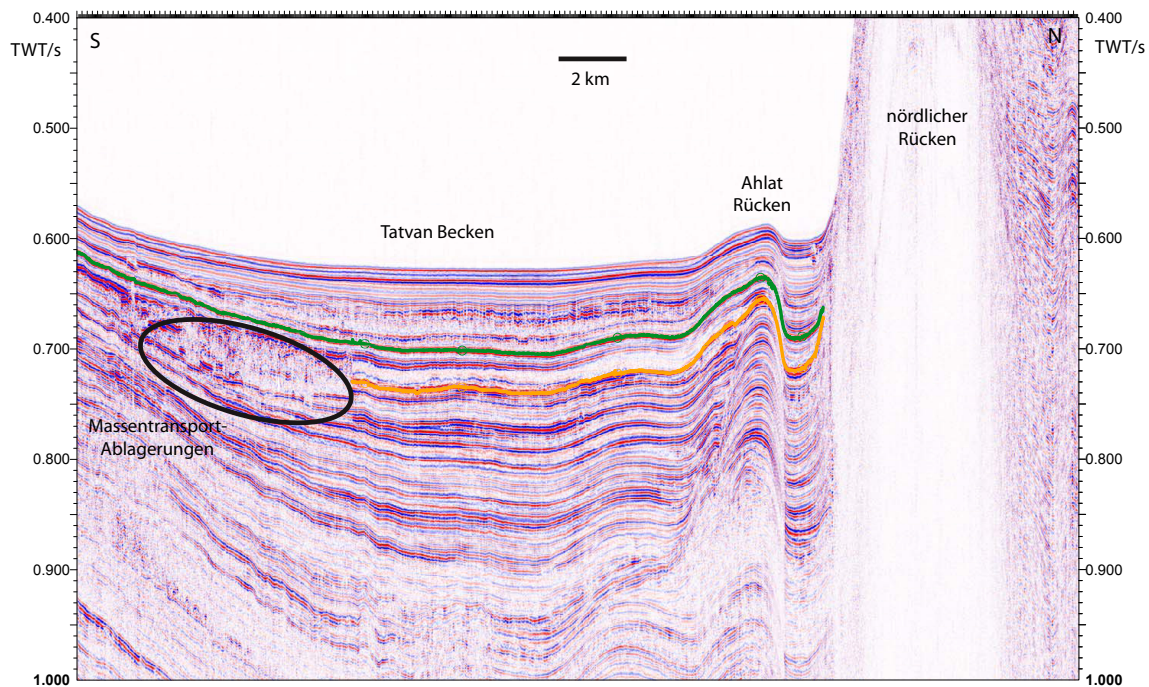 0.400
TWT/s
S
0.500
0.600
0.700
0.800
0.900
1.000
2 km
Tatvan Becken
Ahlat
Rücken
nördlicher
Rücken
Massentransport-
Ablagerungen
N
0.400
TWT/s
0.500
0.600
0.700
0.800
0.900
1.000